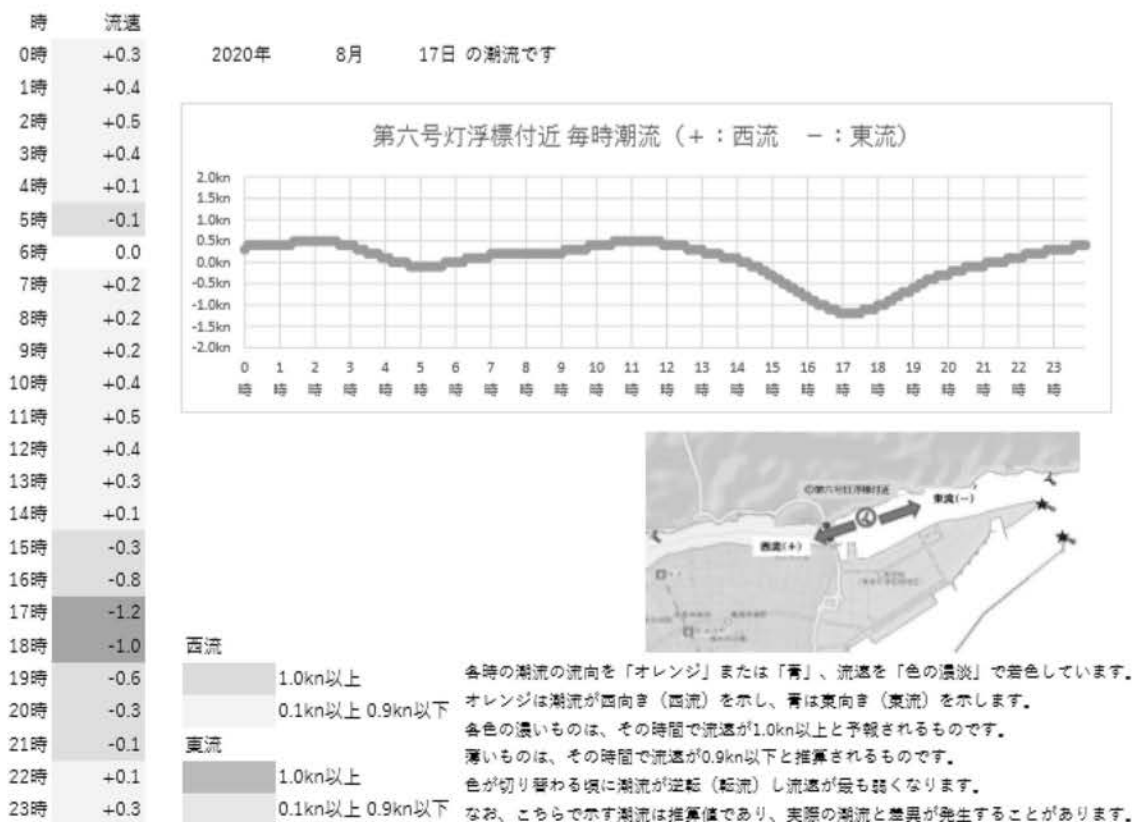 時 流速
0時 +0.3
1時 +0.4
2時 +0.5
3時 +0.4
4時 +0.1
5時 -0.1
6時 0.0
7時 +0.2
8時 +0.2
9時 +0.2
10時 +0.4
11時 +0.5
12時 +0.4
13時 +0.3
14時 +0.1
15時 -0.3
16時 -0.8
17時 -1.2
18時 -1.0
19時 -0.6
20時 -0.3
21時 -0.1
22時 +0.1
23時 +0.3
2020年 8月 17日 の潮流です
第六号灯浮標付近 毎時潮流（+：西流 −：東流）
2.0kn
1.5kn
1.0kn
0.5kn
0.0kn
-0.5kn
-1.0kn
-1.5kn
-2.0kn
0 1 2 3 4 5 6 7 8 9 10 11 12 13 14 15 16 17 18 19 20 21 22 23
時 時 時 時 時 時 時 時 時 時 時 時 時 時 時 時 時 時 時 時 時 時 時 時
第六号灯浮標付近
東流(−)
西流(+)
西流
1.0kn以上
0.1kn以上 0.9kn以下
東流
1.0kn以上
0.1kn以上 0.9kn以下
各時の潮流の流向を「オレンジ」または「青」、流速を「色の濃淡」で着色しています。
オレンジは潮流が西向き（西流）を示し、青は東向き（東流）を示します。
各色の濃いものは、その時間で流速が1.0kn以上と予報されるものです。
薄いものは、その時間で流速が0.9kn以下と推算されるものです。
色が切り替わる頃に潮流が逆転（転流）し流速が最も弱くなります。
なお、こちらで示す潮流は推算値であり、実際の潮流と差異が発生することがあります。